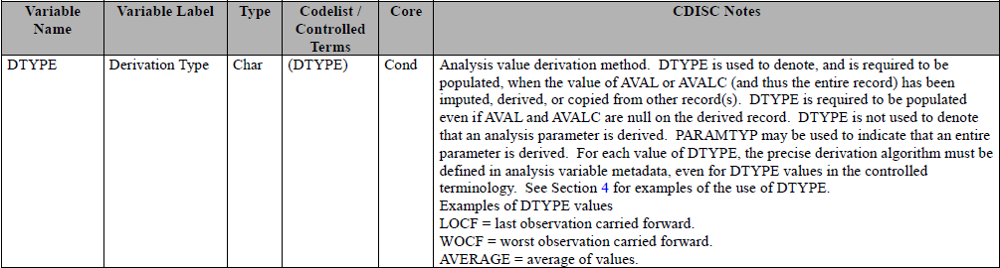 Variable Name Variable Label Type Codelist / Controlled Terms Core CDISC Notes
DTYPE Derivation Type Char (DTYPE) Cond Analysis value derivation method. DTYPE is used to denote, and is required to be
populated, when the value of AVAL or AVALC (and thus the entire record) has been
imputed, derived, or copied from other record(s). DTYPE is required to be populated
even if AVAL and AVALC are null on the derived record. DTYPE is not used to denote
that an analysis parameter is derived. PARAMTYP may be used to indicate that an entire
parameter is derived. For each value of DTYPE, the precise derivation algorithm must be
defined in analysis variable metadata, even for DTYPE values in the controlled
terminology. See Section 4 for examples of the use of DTYPE.
Examples of DTYPE values
LOCF = last observation carried forward.
WOCF = worst observation carried forward.
AVERAGE = average of values.